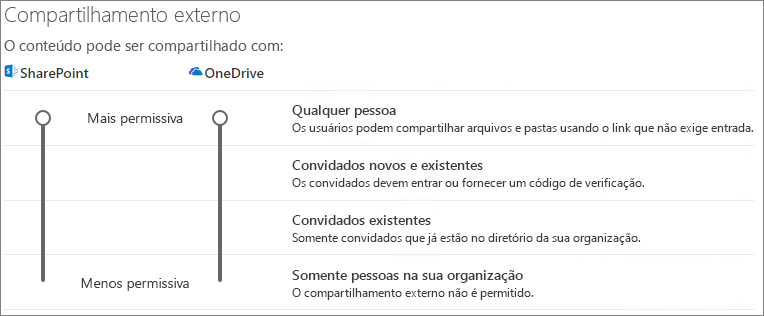 Compartilhamento externo
O conteúdo pode ser compartilhado com:
SharePoint
OneDrive
Mais permissiva
Qualquer pessoa
Os usuários podem compartilhar arquivos e pastas usando o link que não exige entrada.
Convidados novos e existentes
Os convidados devem entrar ou fornecer um código de verificação.
Convidados existentes
Somente convidados que já estão no diretório da sua organização.
Menos permissiva
Somente pessoas na sua organização
O compartilhamento externo não é permitido.